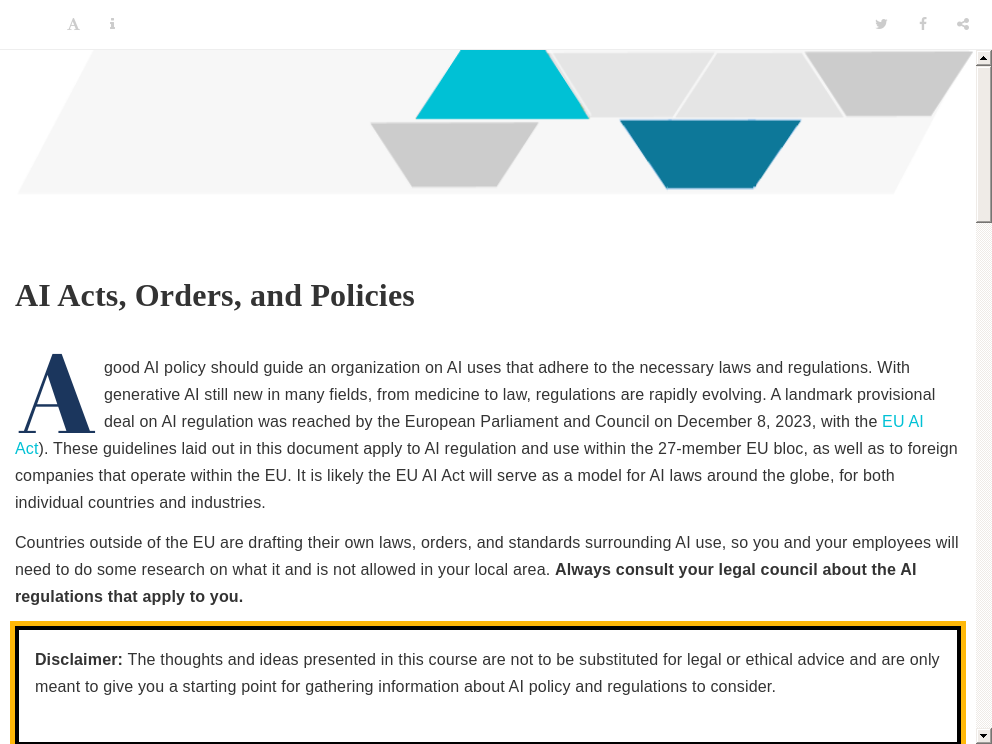 AI Acts, Orders, and Policies
A good AI policy should guide an organization on AI uses that adhere to the necessary laws and regulations. With
generative AI still new in many fields, from medicine to law, regulations are rapidly evolving. A landmark provisional
deal on AI regulation was reached by the European Parliament and Council on December 8, 2023, with the EU AI
Act). These guidelines laid out in this document apply to AI regulation and use within the 27-member EU bloc, as well as to foreign
companies that operate within the EU. It is likely the EU AI Act will serve as a model for AI laws around the globe, for both
individual countries and industries.
Countries outside of the EU are drafting their own laws, orders, and standards surrounding AI use, so you and your employees will
need to do some research on what it and is not allowed in your local area. Always consult your legal council about the AI
regulations that apply to you.
Disclaimer: The thoughts and ideas presented in this course are not to be substituted for legal or ethical advice and are only
meant to give you a starting point for gathering information about AI policy and regulations to consider.